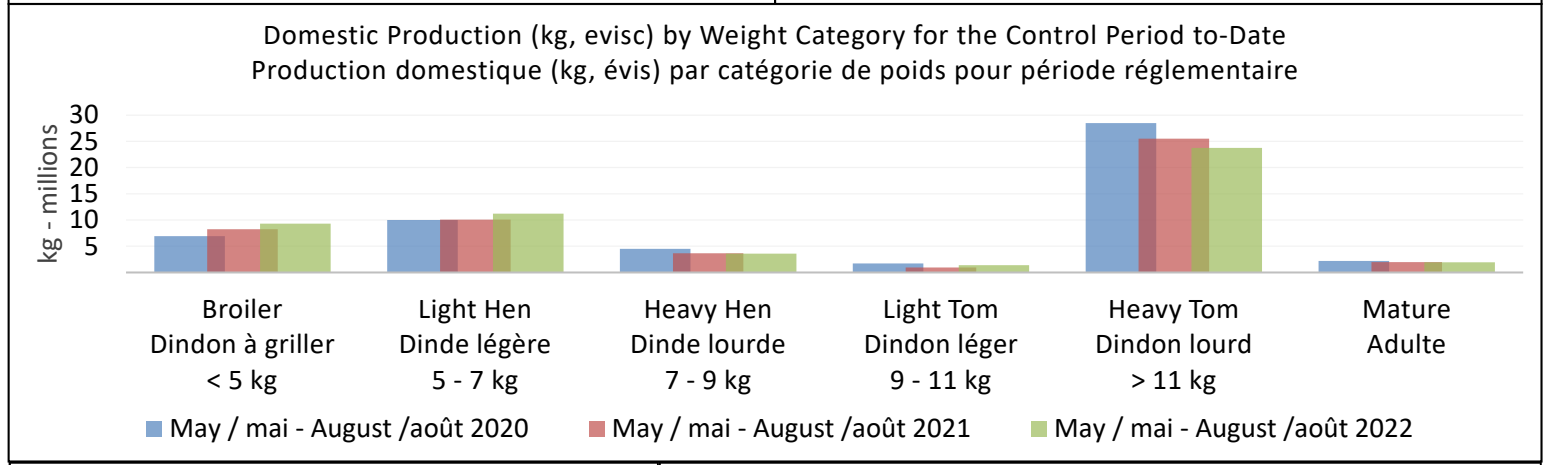 Domestic Production (kg, evisc) by Weight Category for the Control Period to-Date
Production domestique (kg, évis) par catégorie de poids pour période réglementaire
kg - millions
30
25
20
15
10
5
Broiler
Dindon à griller
< 5 kg
Light Hen
Dinde légère
5 - 7 kg
Heavy Hen
Dinde lourde
7 - 9 kg
Light Tom
Dindon léger
9 - 11 kg
Heavy Tom
Dindon lourd
> 11 kg
Mature
Adulte
May / mai - August /août 2020
May / mai - August /août 2021
May / mai - August /août 2022